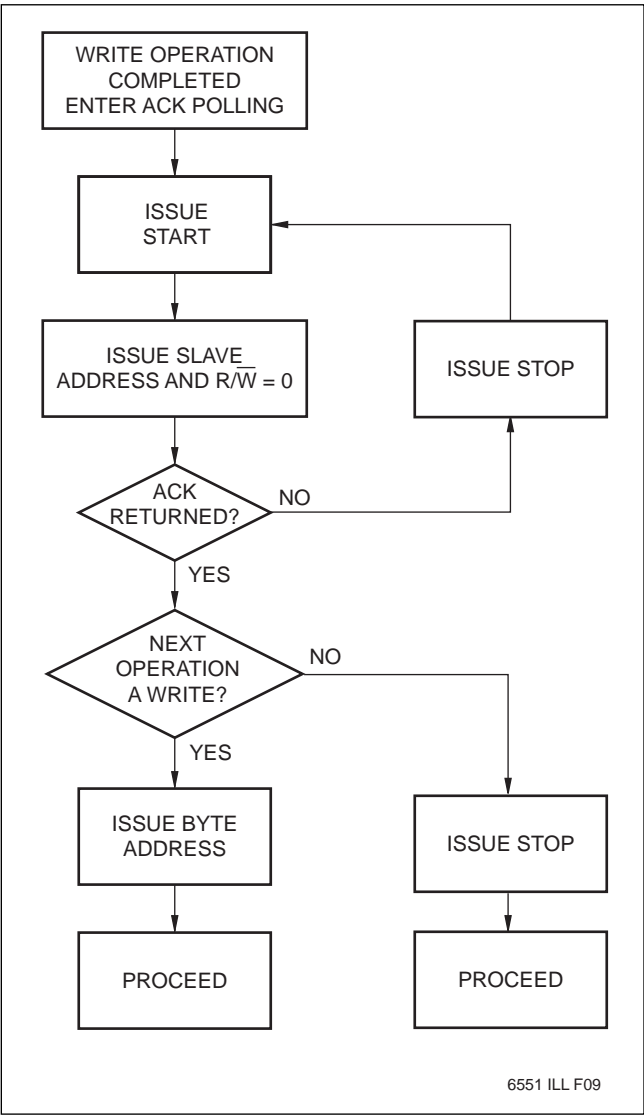 WRITE OPERATION
COMPLETED
ENTER ACK POLLING
ISSUE
START
ISSUE SLAVE
ADDRESS AND R/W̅ = 0
ISSUE STOP
ACK
RETURNED?
NO
YES
NEXT
OPERATION
A WRITE?
NO
YES
ISSUE BYTE
ADDRESS
ISSUE STOP
PROCEED
PROCEED
6551 ILL F09